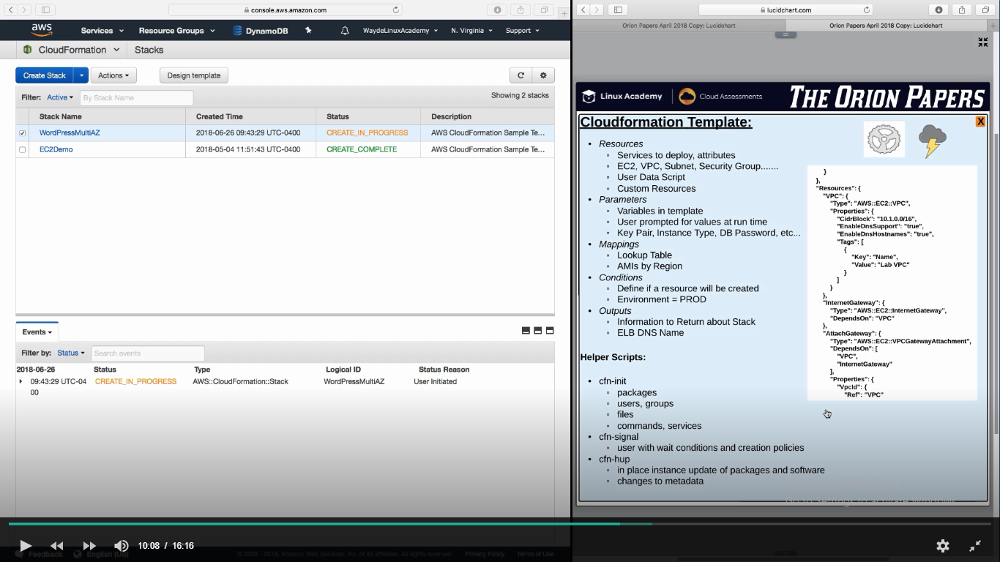 console.aws.amazon.com
aws
Services
Resource Groups
DynamoDB
WaydeLinuxAcademy
N. Virginia
Support
CloudFormation
Stacks
Create Stack
Actions
Design template
Filter: Active
By Stack Name
Showing 2 stacks
Stack Name Created Time Status Description
WordPressMultiAZ 2018-06-26 09:43:29 UTC-0400 CREATE_IN_PROGRESS AWS CloudFormation Sample Te...
EC2Demo 2018-05-04 11:51:43 UTC-0400 CREATE_COMPLETE AWS CloudFormation Sample Te...
Events
Filter by: Status
Search events
2018-06-26 Status Type Logical ID Status Reason
09:43:29 UTC-04 CREATE_IN_PROGRESS AWS::CloudFormation::Stack WordPressMultiAZ User Initiated
00
Feedback
English (US)
© 2008 - 2018, Amazon Web Services, Inc. or its affiliates. All rights reserved.
Privacy Policy
Terms of Use
lucidchart.com
Orion Papers April 2018 Copy: Lucidchart
Orion Papers April 2018 Copy: Lucidchart
Linux Academy
Cloud Assessments
THE ORION PAPERS
Cloudformation Template:
X
• Resources
◦ Services to deploy, attributes
◦ EC2, VPC, Subnet, Security Group.......
◦ User Data Script
◦ Custom Resources
• Parameters
◦ Variables in template
◦ User prompted for values at run time
◦ Key Pair, Instance Type, DB Password, etc...
• Mappings
◦ Lookup Table
◦ AMIs by Region
• Conditions
◦ Define if a resource will be created
◦ Environment = PROD
• Outputs
◦ Information to Return about Stack
◦ ELB DNS Name
Helper Scripts:
• cfn-init
◦ packages
◦ users, groups
◦ files
◦ commands, services
• cfn-signal
◦ user with wait conditions and creation policies
• cfn-hup
◦ in place instance update of packages and software
◦ changes to metadata
}
},
"Resources": {
"VPC": {
"Type": "AWS::EC2::VPC",
"Properties": {
"CidrBlock": "10.1.0.0/16",
"EnableDnsSupport": "true",
"EnableDnsHostnames": "true",
"Tags": [
{
"Key": "Name",
"Value": "Lab VPC"
}
]
}
},
"InternetGateway": {
"Type": "AWS::EC2::InternetGateway",
"DependsOn": "VPC"
},
"AttachGateway": {
"Type": "AWS::EC2::VPCGatewayAttachment",
"DependsOn": [
"VPC",
"InternetGateway"
],
"Properties": {
"VpcId": {
"Ref": "VPC"
Go to Settings to activate Windows.
10:08 / 16:16